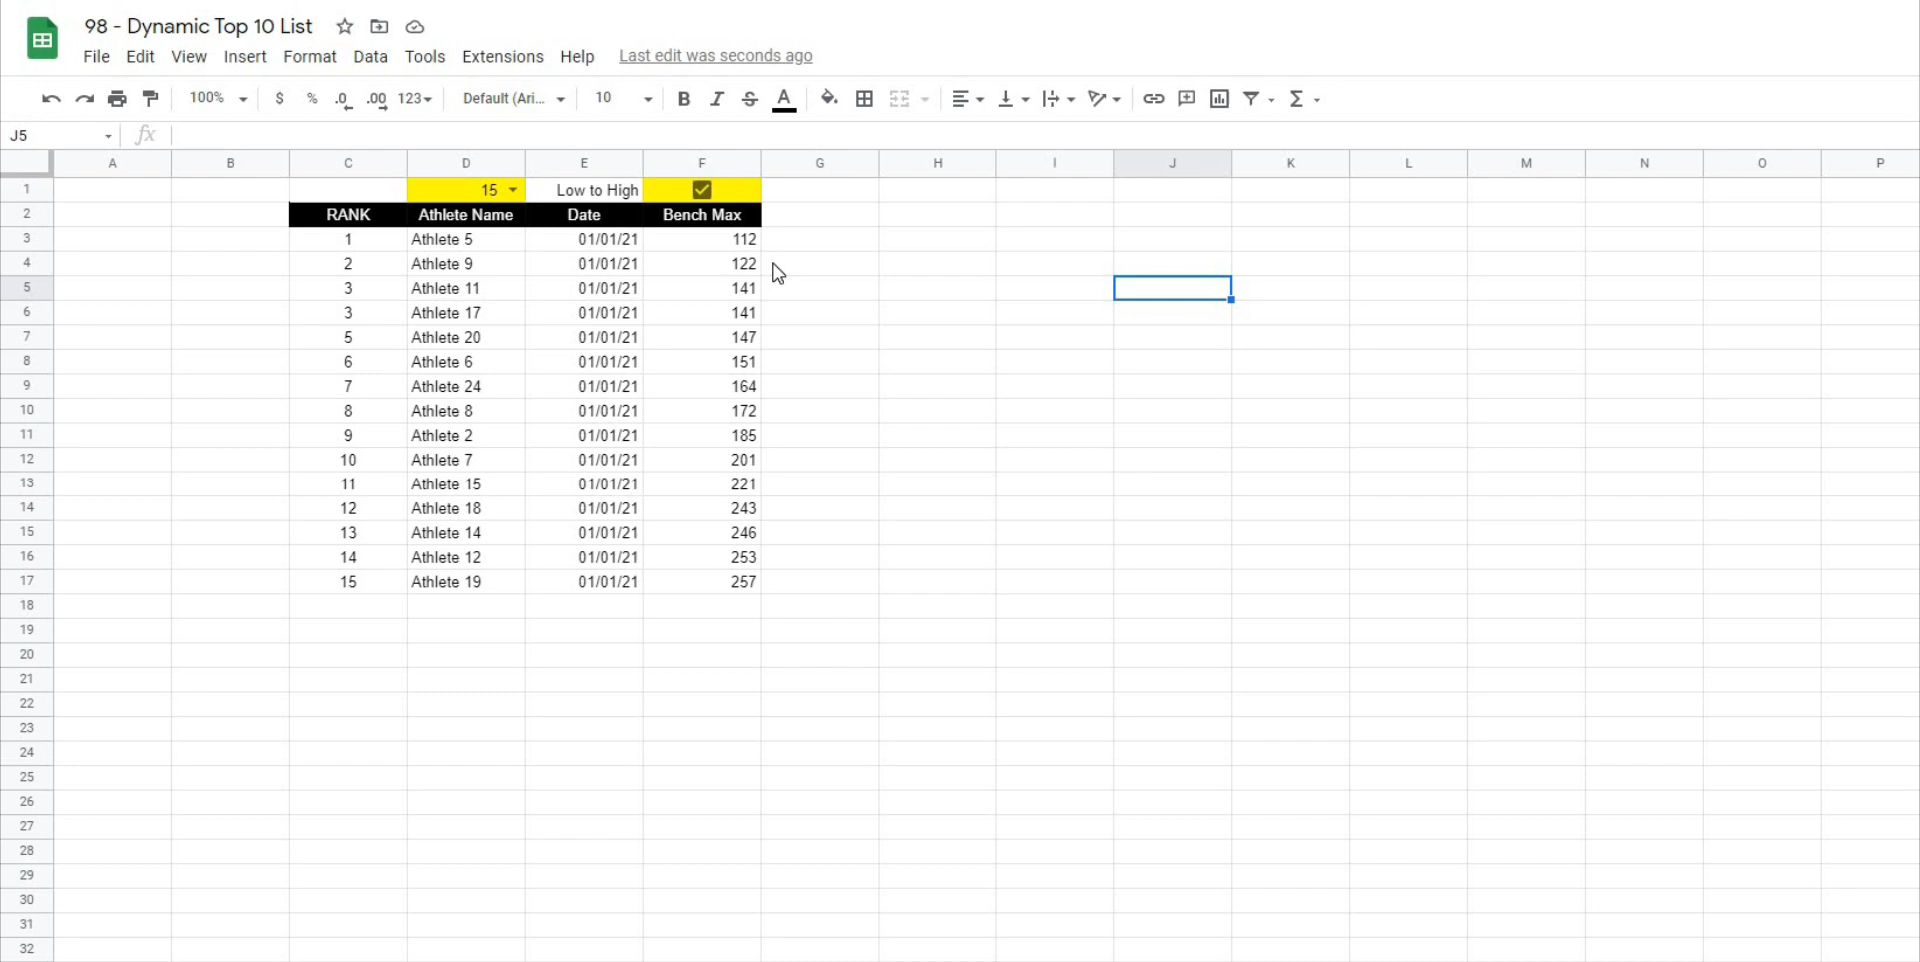 98 - Dynamic Top 10 List
File Edit View Insert Format Data Tools Extensions Help Last edit was seconds ago
100% $ % .0 .00 123 Default (Ari... 10 B I S A
J5 fx
A B C D E F G H I J K L M N O P
1 15 Low to High
2 RANK Athlete Name Date Bench Max
3 1 Athlete 5 01/01/21 112
4 2 Athlete 9 01/01/21 122
5 3 Athlete 11 01/01/21 141
6 3 Athlete 17 01/01/21 141
7 5 Athlete 20 01/01/21 147
8 6 Athlete 6 01/01/21 151
9 7 Athlete 24 01/01/21 164
10 8 Athlete 8 01/01/21 172
11 9 Athlete 2 01/01/21 185
12 10 Athlete 7 01/01/21 201
13 11 Athlete 15 01/01/21 221
14 12 Athlete 18 01/01/21 243
15 13 Athlete 14 01/01/21 246
16 14 Athlete 12 01/01/21 253
17 15 Athlete 19 01/01/21 257
18
19
20
21
22
23
24
25
26
27
28
29
30
31
32